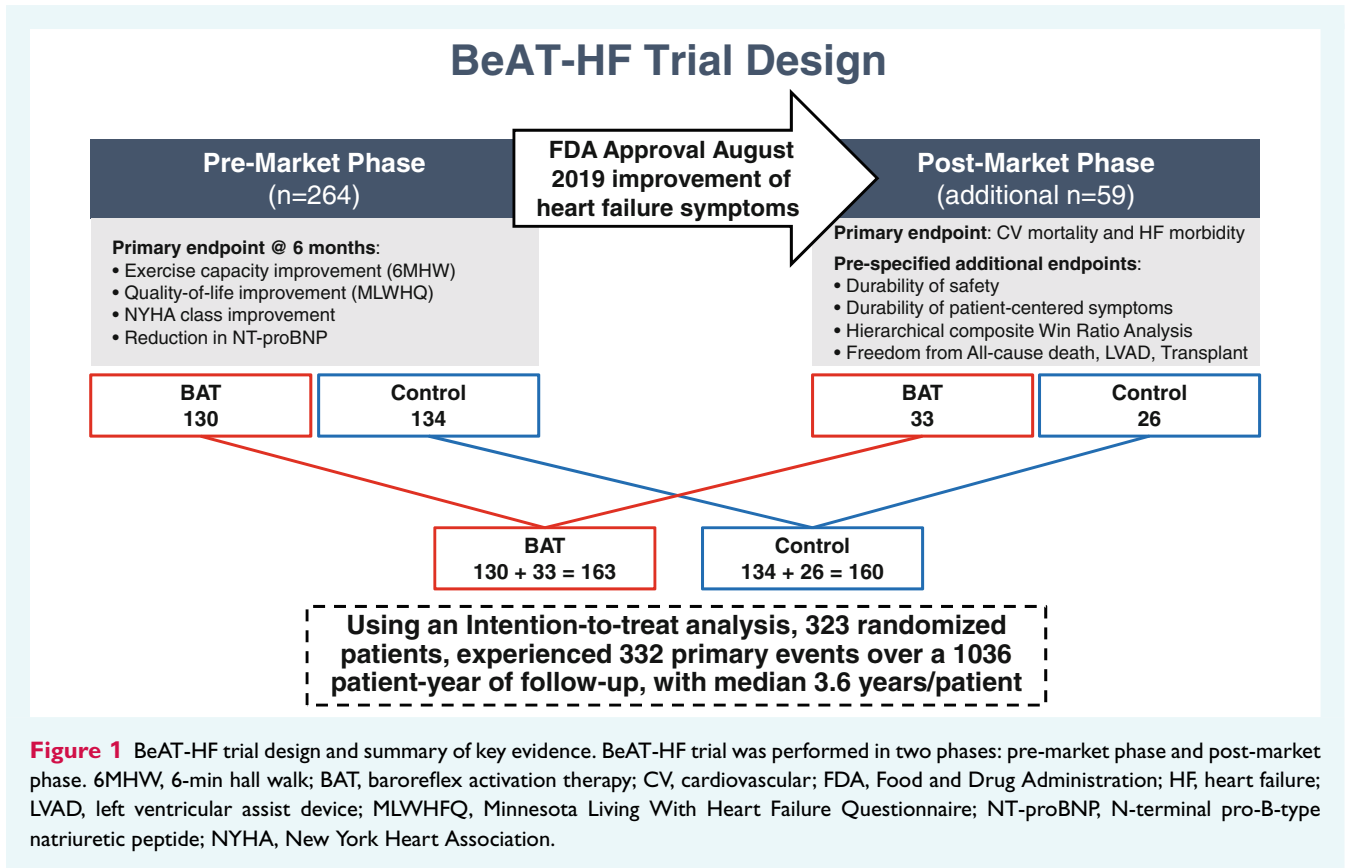 BeAT-HF Trial Design
Pre-Market Phase
(n=264)
FDA Approval August
2019 improvement of
heart failure symptoms
Post-Market Phase
(additional n=59)
Primary endpoint @ 6 months:
• Exercise capacity improvement (6MHW)
• Quality-of-life improvement (MLWHQ)
• NYHA class improvement
• Reduction in NT-proBNP
Primary endpoint: CV mortality and HF morbidity
Pre-specified additional endpoints:
• Durability of safety
• Durability of patient-centered symptoms
• Hierarchical composite Win Ratio Analysis
• Freedom from All-cause death, LVAD, Transplant
BAT
130
Control
134
BAT
33
Control
26
BAT
130 + 33 = 163
Control
134 + 26 = 160
Using an Intention-to-treat analysis, 323 randomized
patients, experienced 332 primary events over a 1036
patient-year of follow-up, with median 3.6 years/patient
Figure 1 BeAT-HF trial design and summary of key evidence. BeAT-HF trial was performed in two phases: pre-market phase and post-market
phase. 6MHW, 6-min hall walk; BAT, baroreflex activation therapy; CV, cardiovascular; FDA, Food and Drug Administration; HF, heart failure;
LVAD, left ventricular assist device; MLWHFQ, Minnesota Living With Heart Failure Questionnaire; NT-proBNP, N-terminal pro-B-type
natriuretic peptide; NYHA, New York Heart Association.